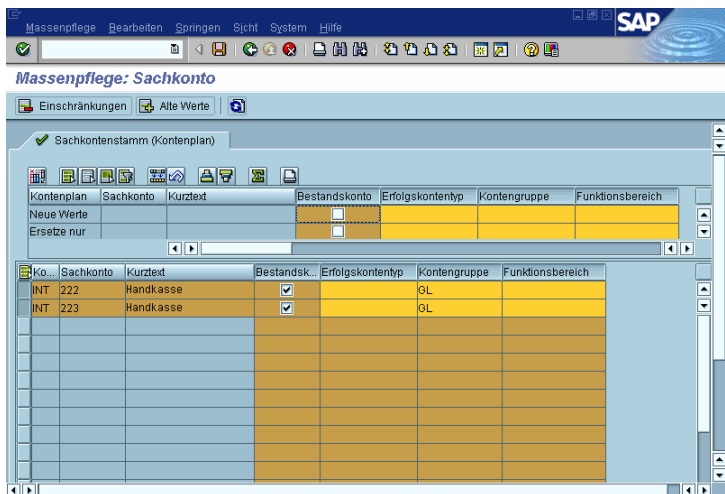 Massenpflege Bearbeiten Springen Sicht System Hilfe
SAP
Massenpflege: Sachkonto
Einschränkungen Alte Werte
Sachkontenstamm (Kontenplan)
Kontenplan Sachkonto Kurztext Bestandskonto Erfolgskontentyp Kontengruppe Funktionsbereich
Neue Werte
Ersetze nur
Ko... Sachkonto Kurztext Bestandsk... Erfolgskontentyp Kontengruppe Funktionsbereich
INT 222 Handkasse GL
INT 223 Handkasse GL